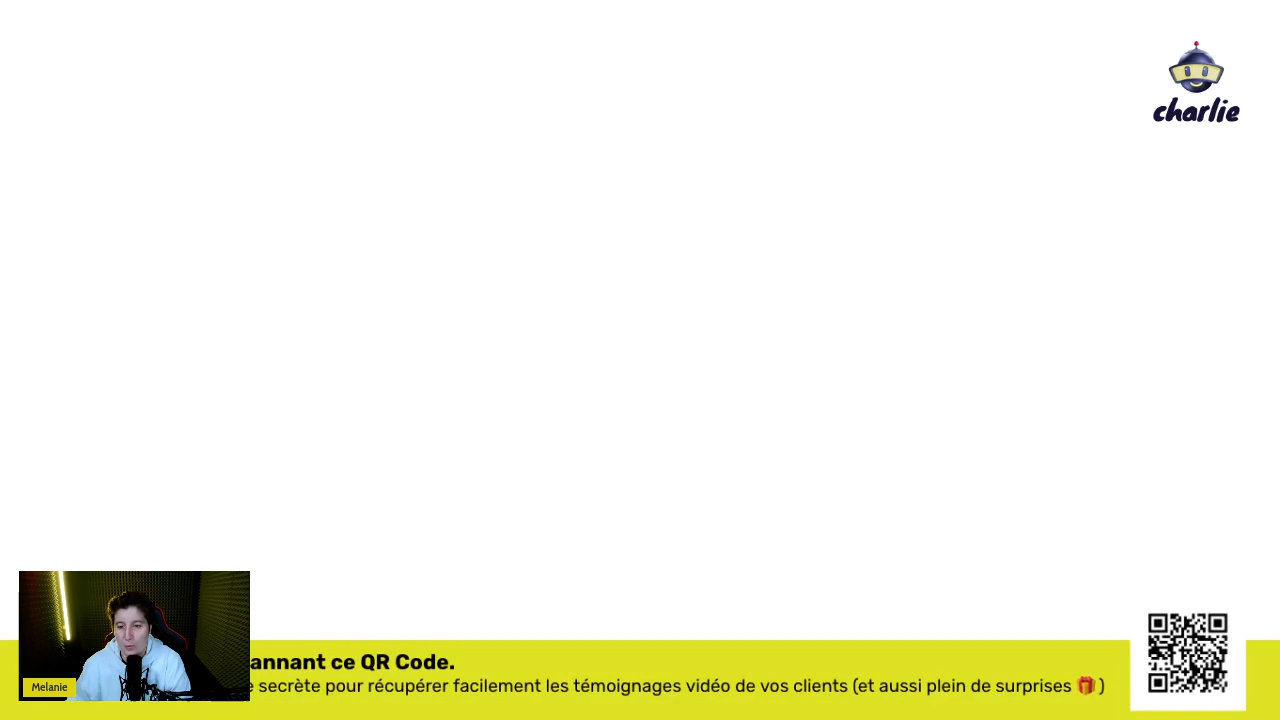 charlie
annant ce QR Code.
secrète pour récupérer facilement les témoignages vidéo de vos clients (et aussi plein de surprises 🎁)
Melanie